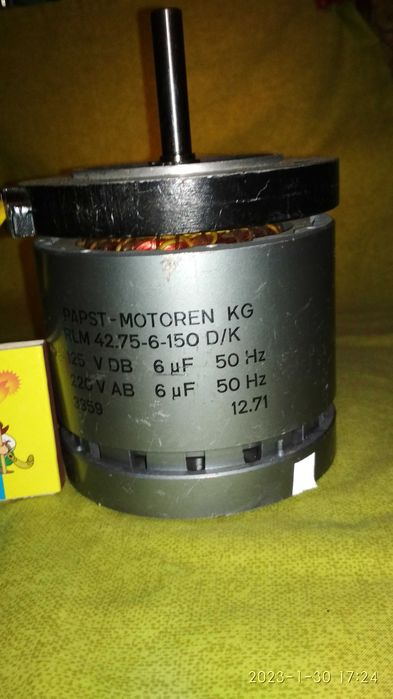 PAPST-MOTOREN KG
RLM 42.75-6-150 D/K
125 V DB 6 µF 50 Hz
220 V AB 6 µF 50 Hz
3359 12.71
2023-1-30 17:24